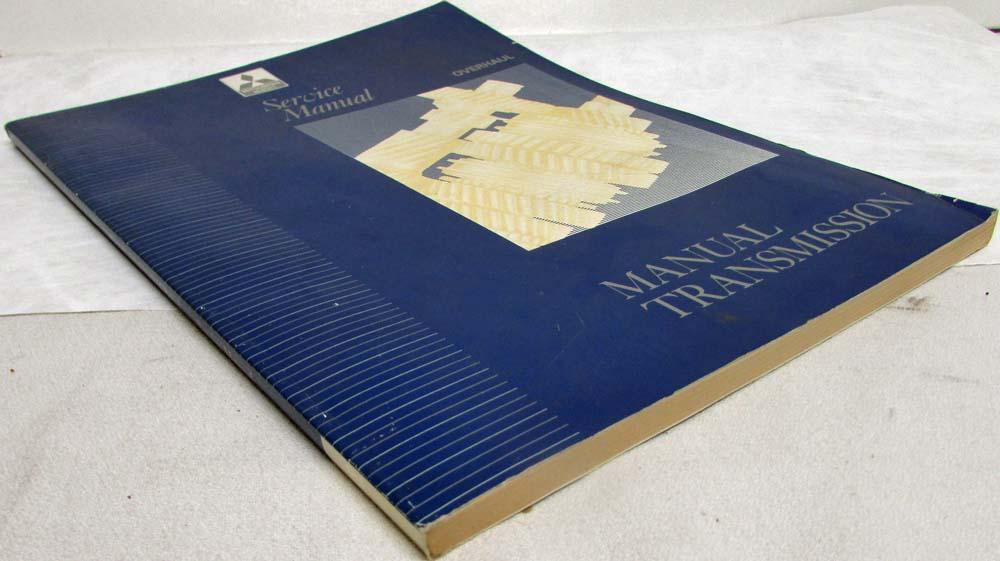 Service
Manual
OVERHAUL
MANUAL
TRANSMISSION